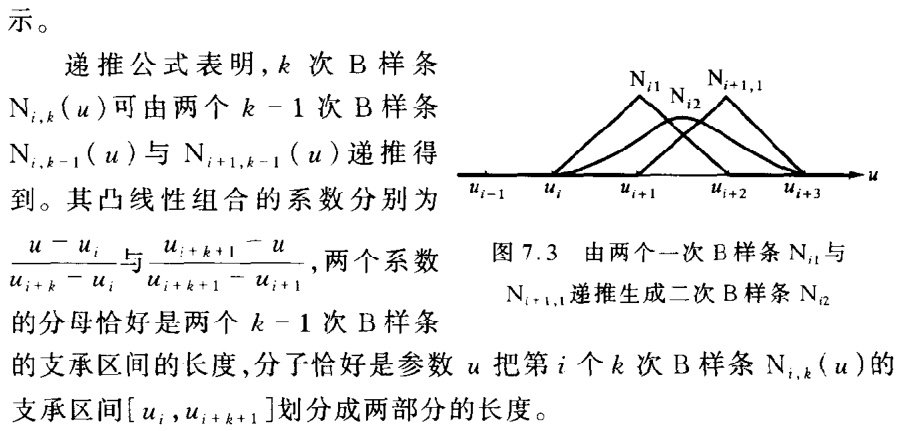 示。
递推公式表明,k 次 B 样条
N_{i,k}(u)可由两个 k − 1 次 B 样条
N_{i,k−1}(u)与 N_{i+1,k−1}(u)递推得
到。其凸线性组合的系数分别为
\frac{u − u_i}{u_{i+k} − u_i}与\frac{u_{i+k+1} − u}{u_{i+k+1} − u_{i+1}},两个系数
的分母恰好是两个 k − 1 次 B 样条
N_{i1} N_{i2} N_{i+1,1}
u_{i−1} u_i u_{i+1} u_{i+2} u_{i+3} u
图 7.3 由两个一次 B 样条 N_{i1}与
N_{i+1,1}递推生成二次 B 样条 N_{i2}
的支承区间的长度,分子恰好是参数 u 把第 i 个 k 次 B 样条 N_{i,k}(u)的
支承区间[u_i,u_{i+k+1}]划分成两部分的长度。